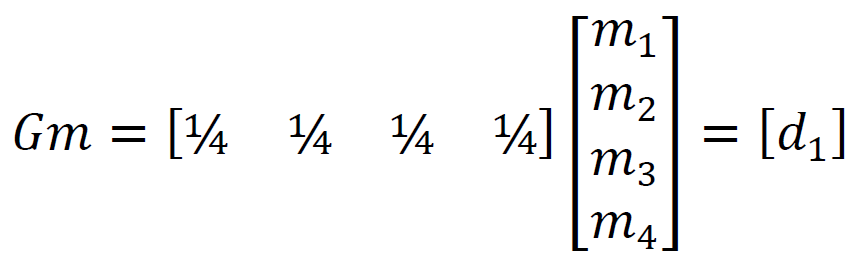 Gm = [¼ ¼ ¼ ¼] [m₁ m₂ m₃ m₄] = [d₁]